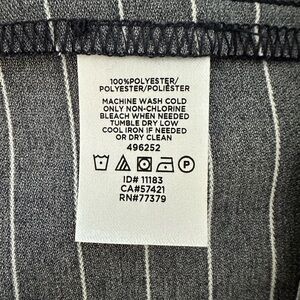 100%POLYESTER/
POLYESTER/POLIÉSTER
MACHINE WASH COLD
ONLY NON-CHLORINE
BLEACH WHEN NEEDED
TUMBLE DRY LOW
COOL IRON IF NEEDED
OR DRY CLEAN
496252
P
ID# 11183
CA#57421
RN#77379